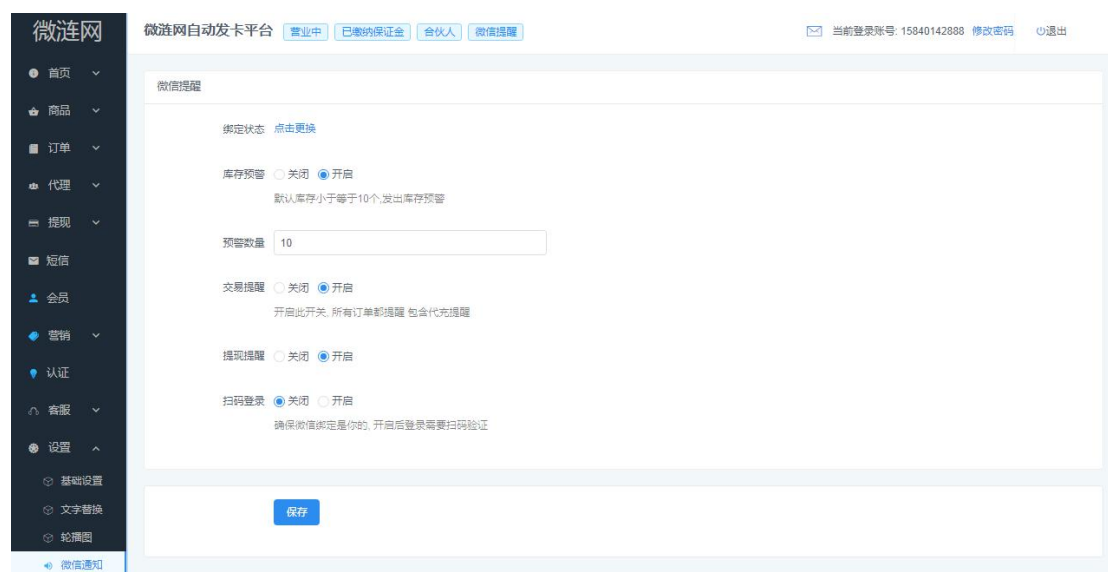 微涟网
微涟网自动发卡平台 营业中 已缴纳保证金 合伙人 微信提醒 当前登录账号: 15840142888 修改密码 退出
首页
商品
订单
代理
提现
短信
会员
营销
认证
客服
设置
基础设置
文字替换
轮播图
微信通知
微信提醒
绑定状态 点击更换
库存预警 关闭 开启
默认库存小于等于10个,发出库存预警
预警数量 10
交易提醒 关闭 开启
开启此开关, 所有订单都提醒 包含代充提醒
提现提醒 关闭 开启
扫码登录 关闭 开启
确保微信绑定是你的, 开启后登录需要扫码验证
保存